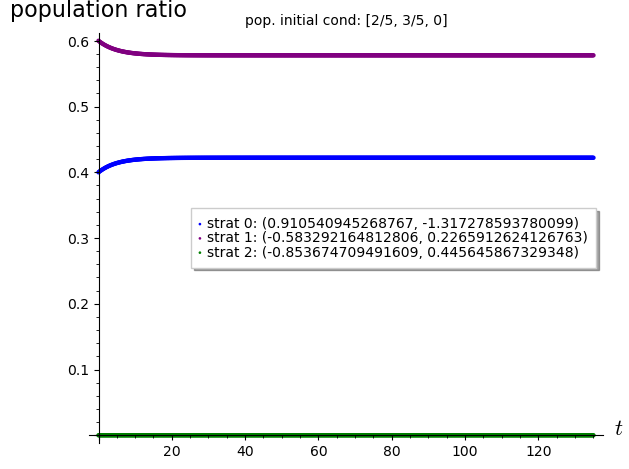 population ratio
pop. initial cond: [2/5, 3/5, 0]
0.6
0.5
0.4
strat 0: (0.910540945268767, -1.317278593780099)
strat 1: (-0.583292164812806, 0.2265912624126763)
strat 2: (-0.853674709491609, 0.445645867329348)
0.3
0.2
0.1
t
20 40 60 80 100 120